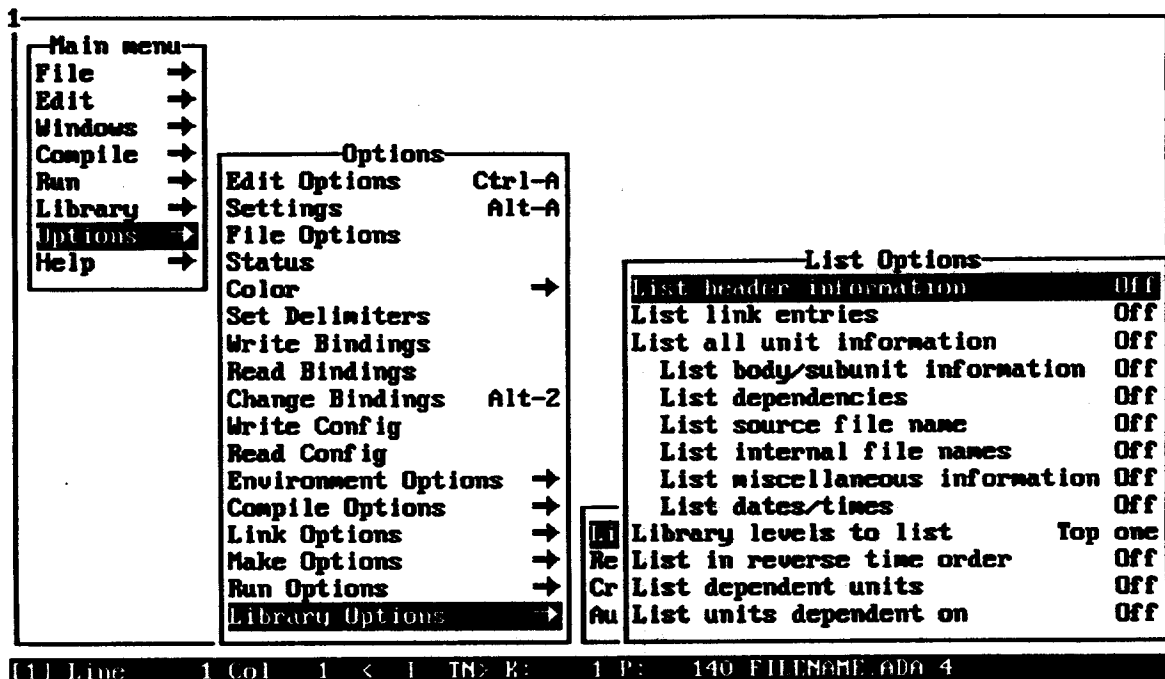 1
Main menu
File →
Edit →
Windows →
Compile →
Run →
Library →
Options →
Help →
Options
Edit Options Ctrl-A
Settings Alt-A
File Options
Status
Color →
Set Delimiters
Write Bindings
Read Bindings
Change Bindings Alt-2
Write Config
Read Config
Environment Options →
Compile Options →
Link Options →
Make Options →
Run Options →
Library Options →
Li
Re
Cr
Au
List Options
List header information Off
List link entries Off
List all unit information Off
List body/subunit information Off
List dependencies Off
List source file name Off
List internal file names Off
List miscellaneous information Off
List dates/times Off
Library levels to list Top one
List in reverse time order Off
List dependent units Off
List units dependent on Off
[1] Line 1 Col 1 < I TN> K: 1 P: 140 FILENAME.ADA 4